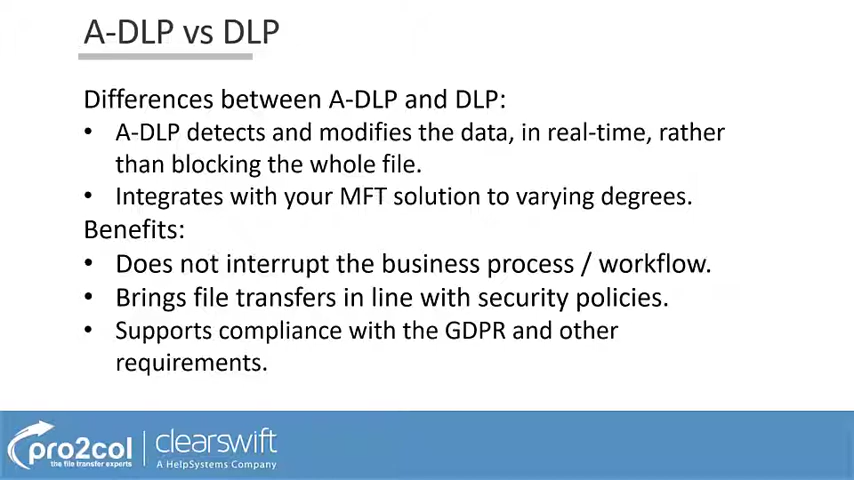 A-DLP vs DLP
Differences between A-DLP and DLP:
• A-DLP detects and modifies the data, in real-time, rather
than blocking the whole file.
• Integrates with your MFT solution to varying degrees.
Benefits:
• Does not interrupt the business process / workflow.
• Brings file transfers in line with security policies.
• Supports compliance with the GDPR and other
requirements.
pro2col
the file transfer experts
clearswift
A HelpSystems Company